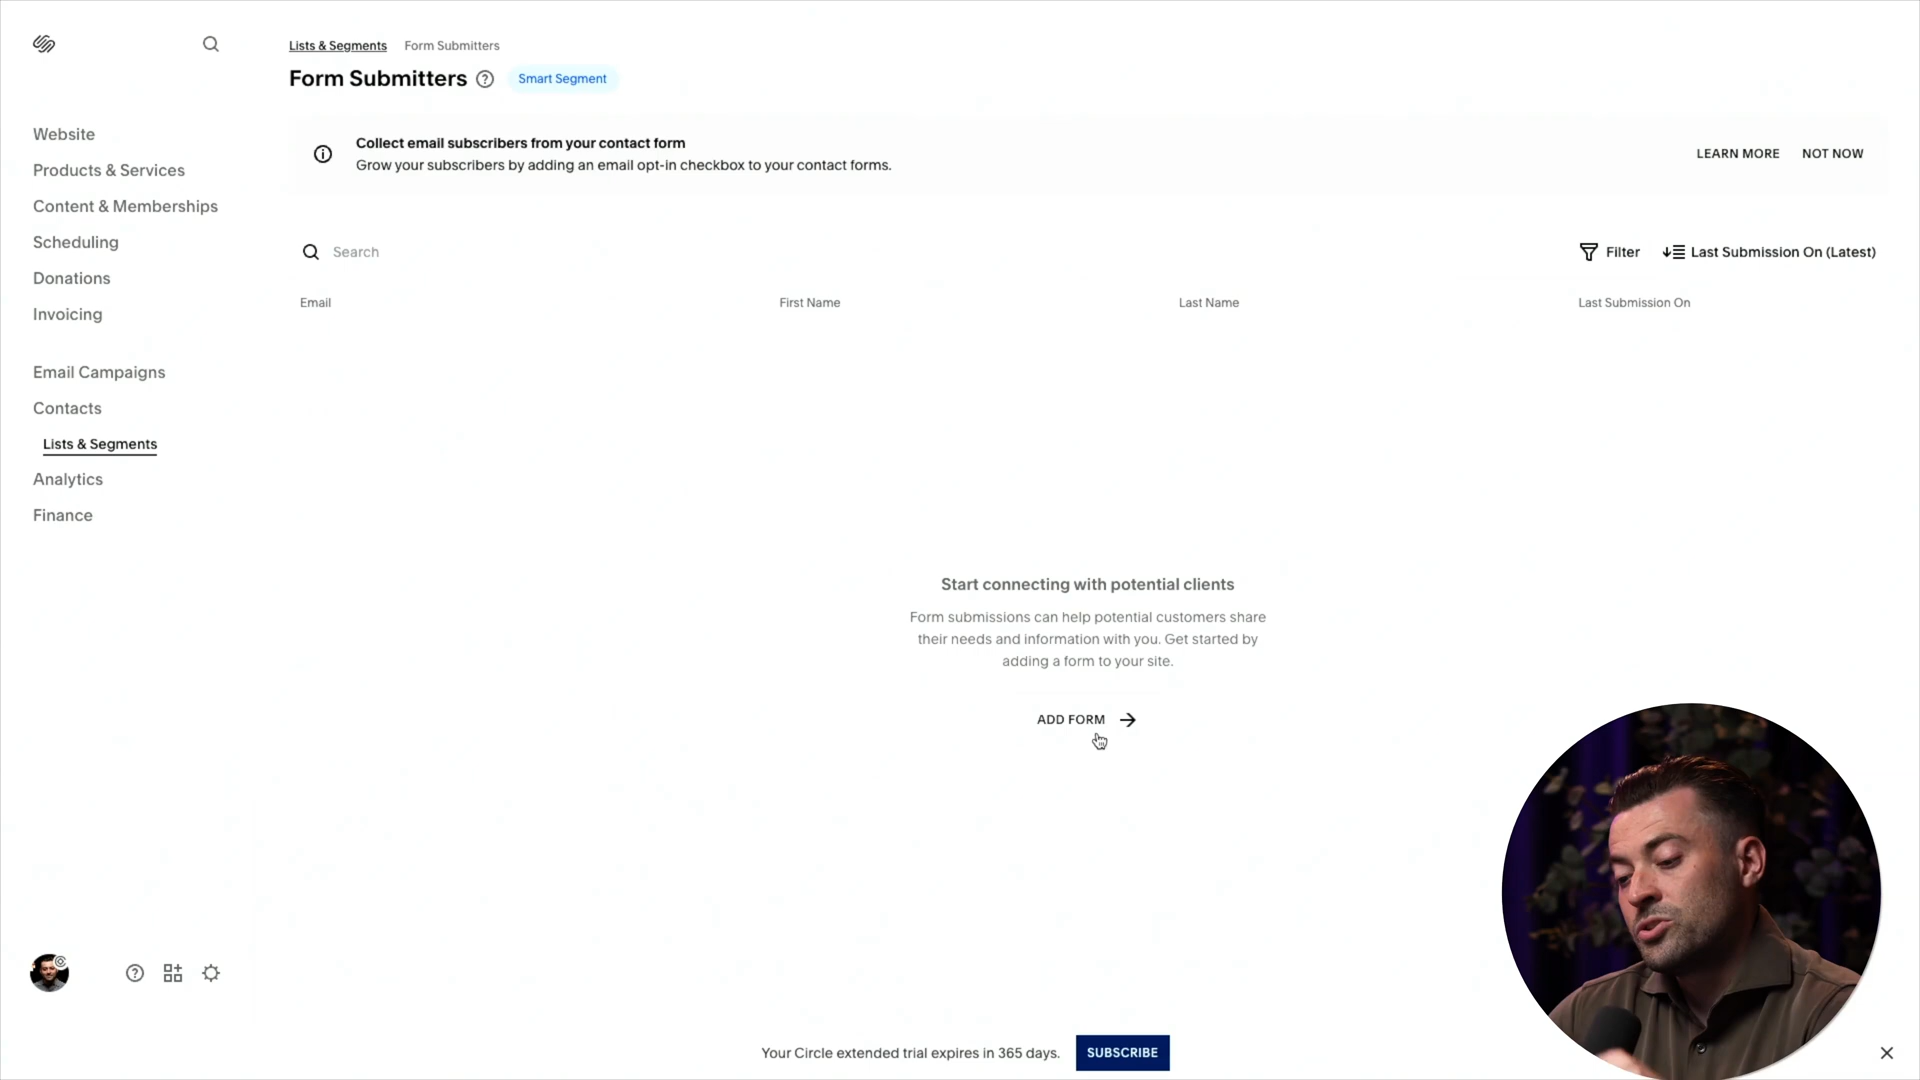 Lists & Segments Form Submitters
Form Submitters
Smart Segment
Collect email subscribers from your contact form
Grow your subscribers by adding an email opt-in checkbox to your contact forms.
LEARN MORE
NOT NOW
Website
Products & Services
Content & Memberships
Scheduling
Donations
Invoicing
Email Campaigns
Contacts
Lists & Segments
Analytics
Finance
Search
Filter
Last Submission On (Latest)
Email First Name Last Name Last Submission On
Start connecting with potential clients
Form submissions can help potential customers share
their needs and information with you. Get started by
adding a form to your site.
ADD FORM
Your Circle extended trial expires in 365 days.
SUBSCRIBE